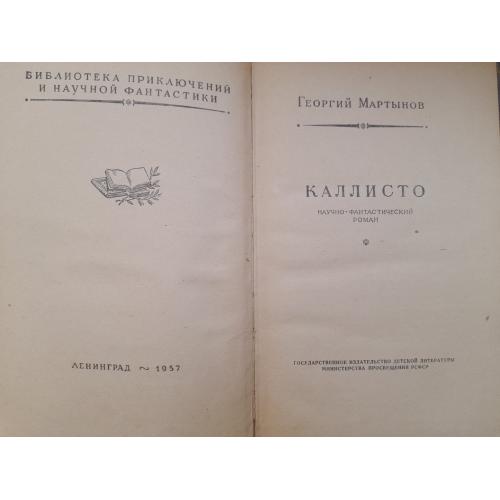 БИБЛИОТЕКА ПРИКЛЮЧЕНИЙ
И НАУЧНОЙ ФАНТАСТИКИ
ЛЕНИНГРАД ~ 1957
ГЕОРГИЙ МАРТЫНОВ
КАЛЛИСТО
НАУЧНО-ФАНТАСТИЧЕСКИЙ
РОМАН
ГОСУДАРСТВЕННОЕ ИЗДАТЕЛЬСТВО ДЕТСКОЙ ЛИТЕРАТУРЫ
МИНИСТЕРСТВА ПРОСВЕЩЕНИЯ РСФСР